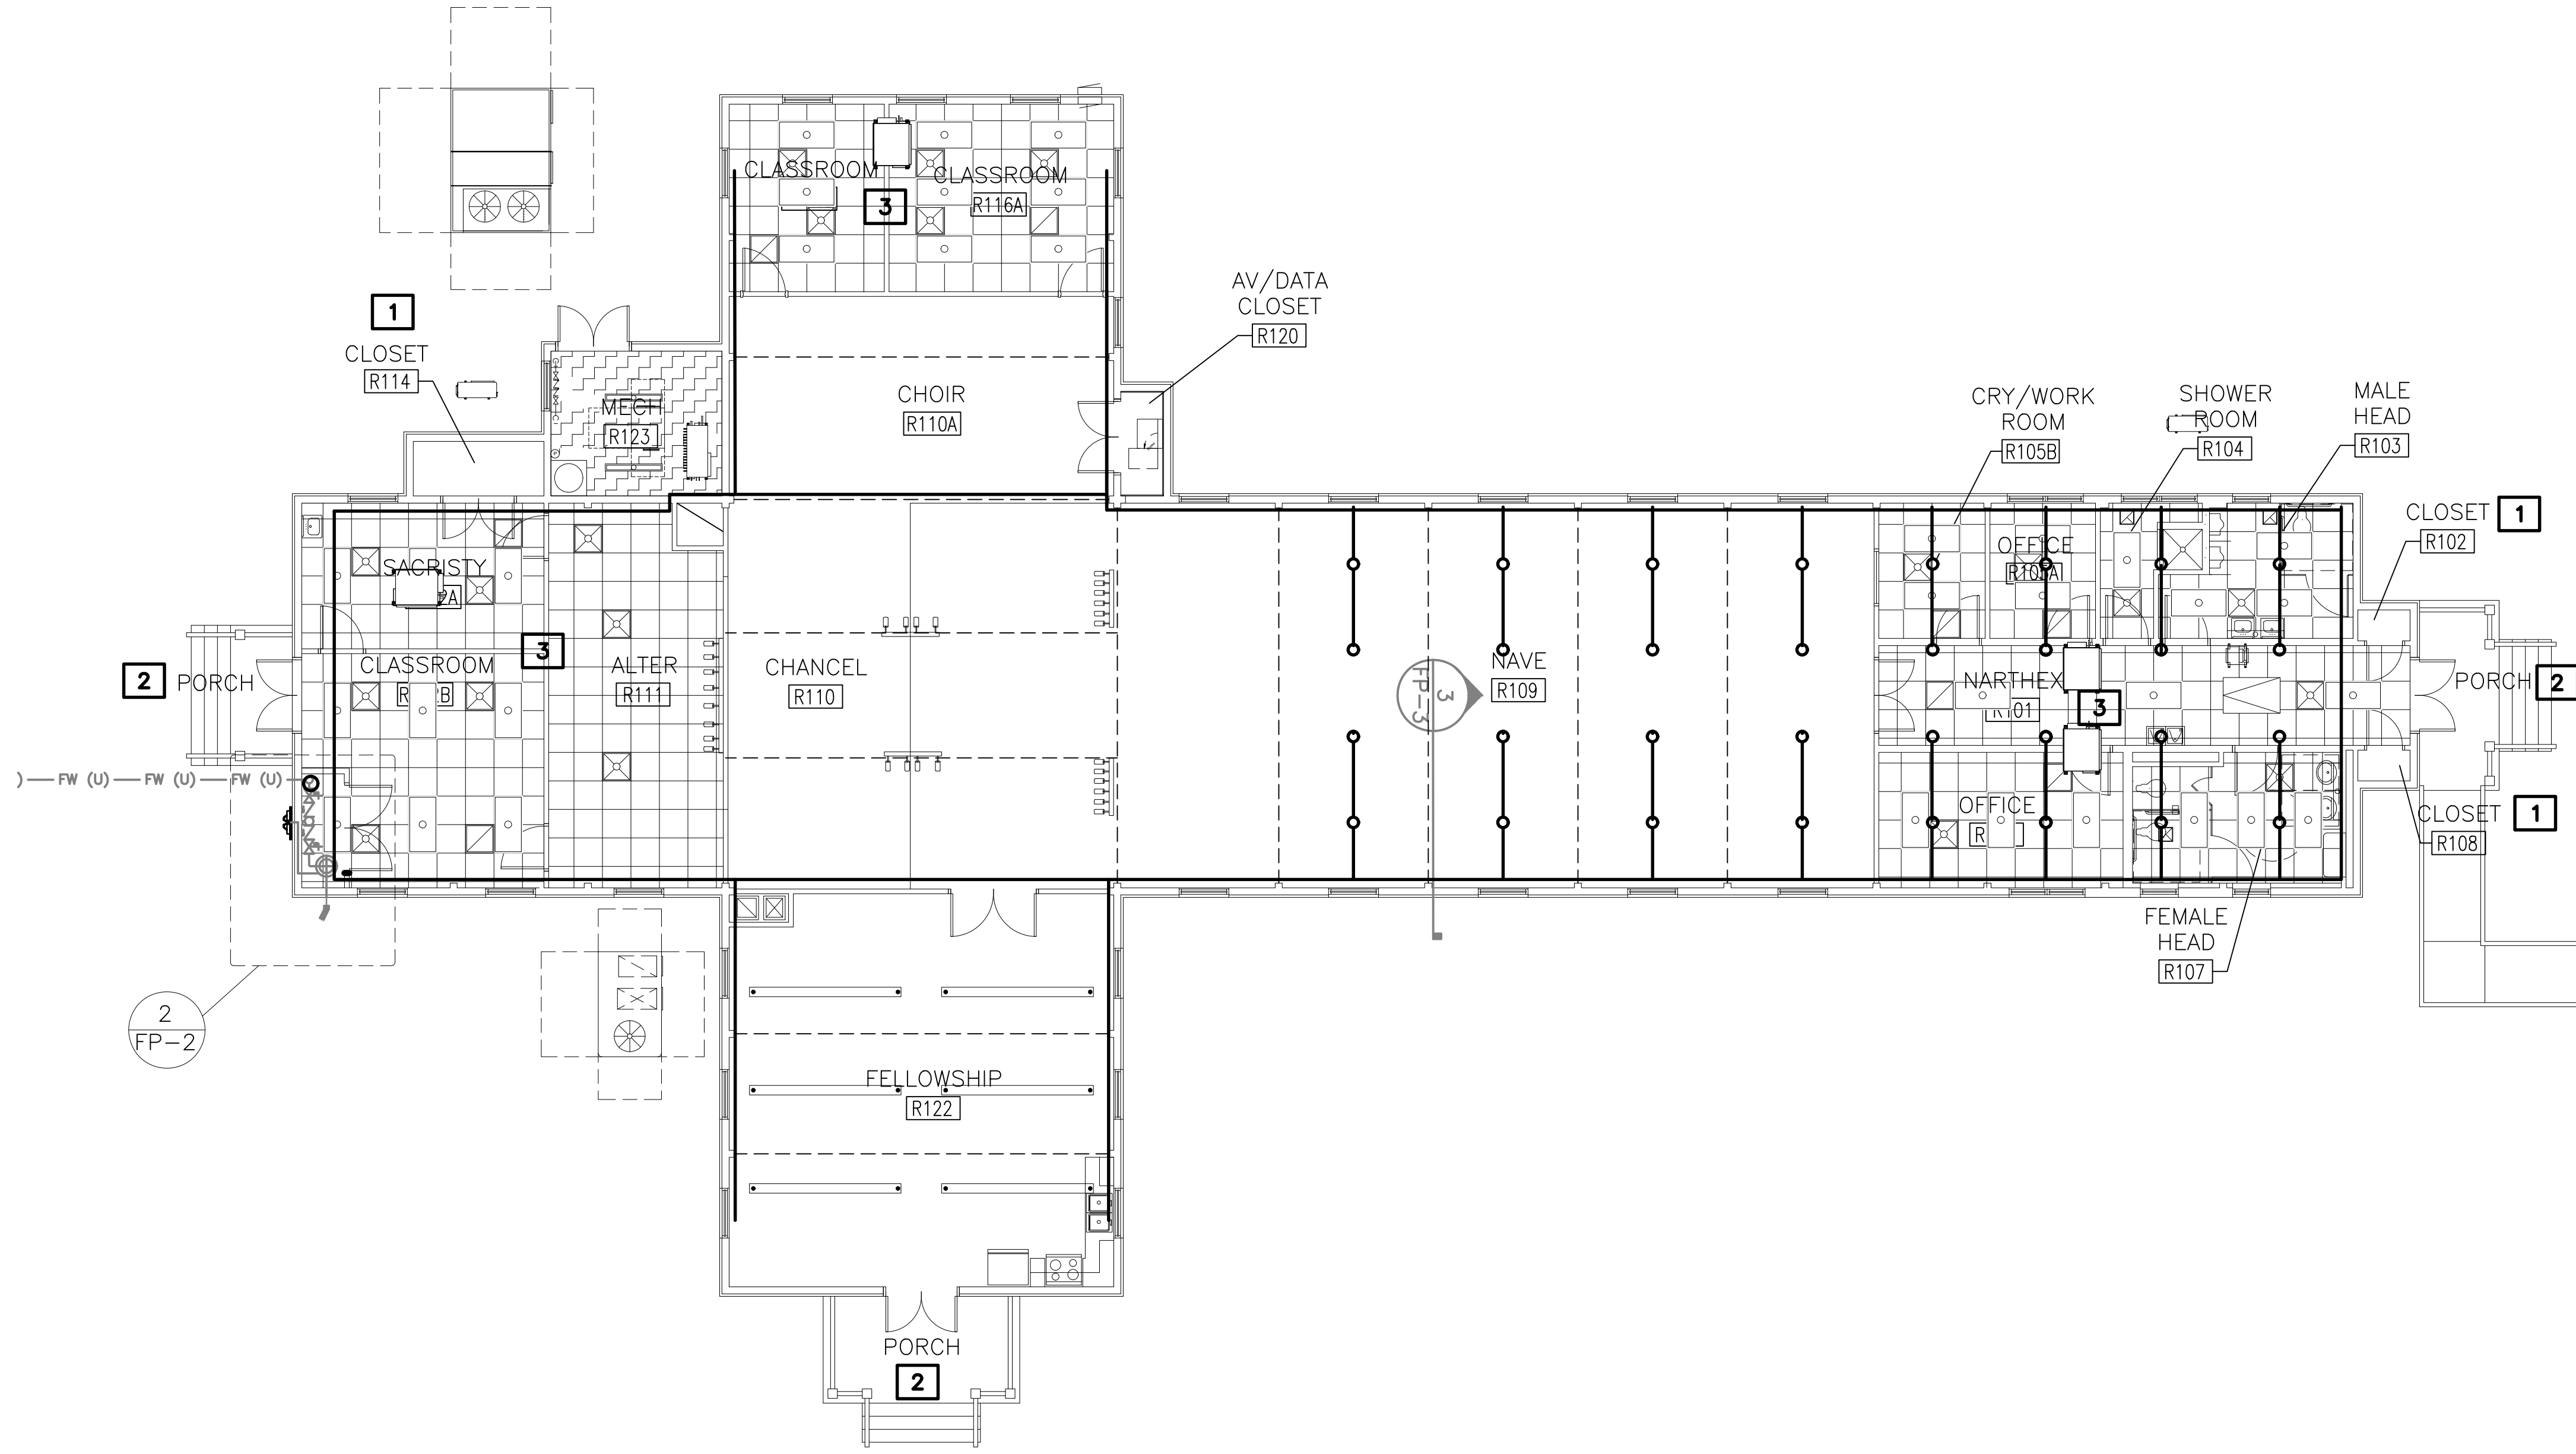 CLASSROOM
CLASSROOM
3
R116A
AV/DATA
CLOSET
R120
1
CLOSET
R114
MECH
R123
CHOIR
R110A
CRY/WORK
ROOM
R105B
SHOWER
ROOM
R104
MALE
HEAD
R103
CLOSET
1
R102
OFFICE
R105A
SACRISTY
3
2
PORCH
CLASSROOM
ALTER
R111
CHANCEL
R110
3
FP-3
NAVE
R109
NARTHEX
R101
3
PORCH
2
) FW (U) FW (U) FW (U)
OFFICE
CLOSET
1
R108
FEMALE
HEAD
R107
2
FP-2
FELLOWSHIP
R122
PORCH
2